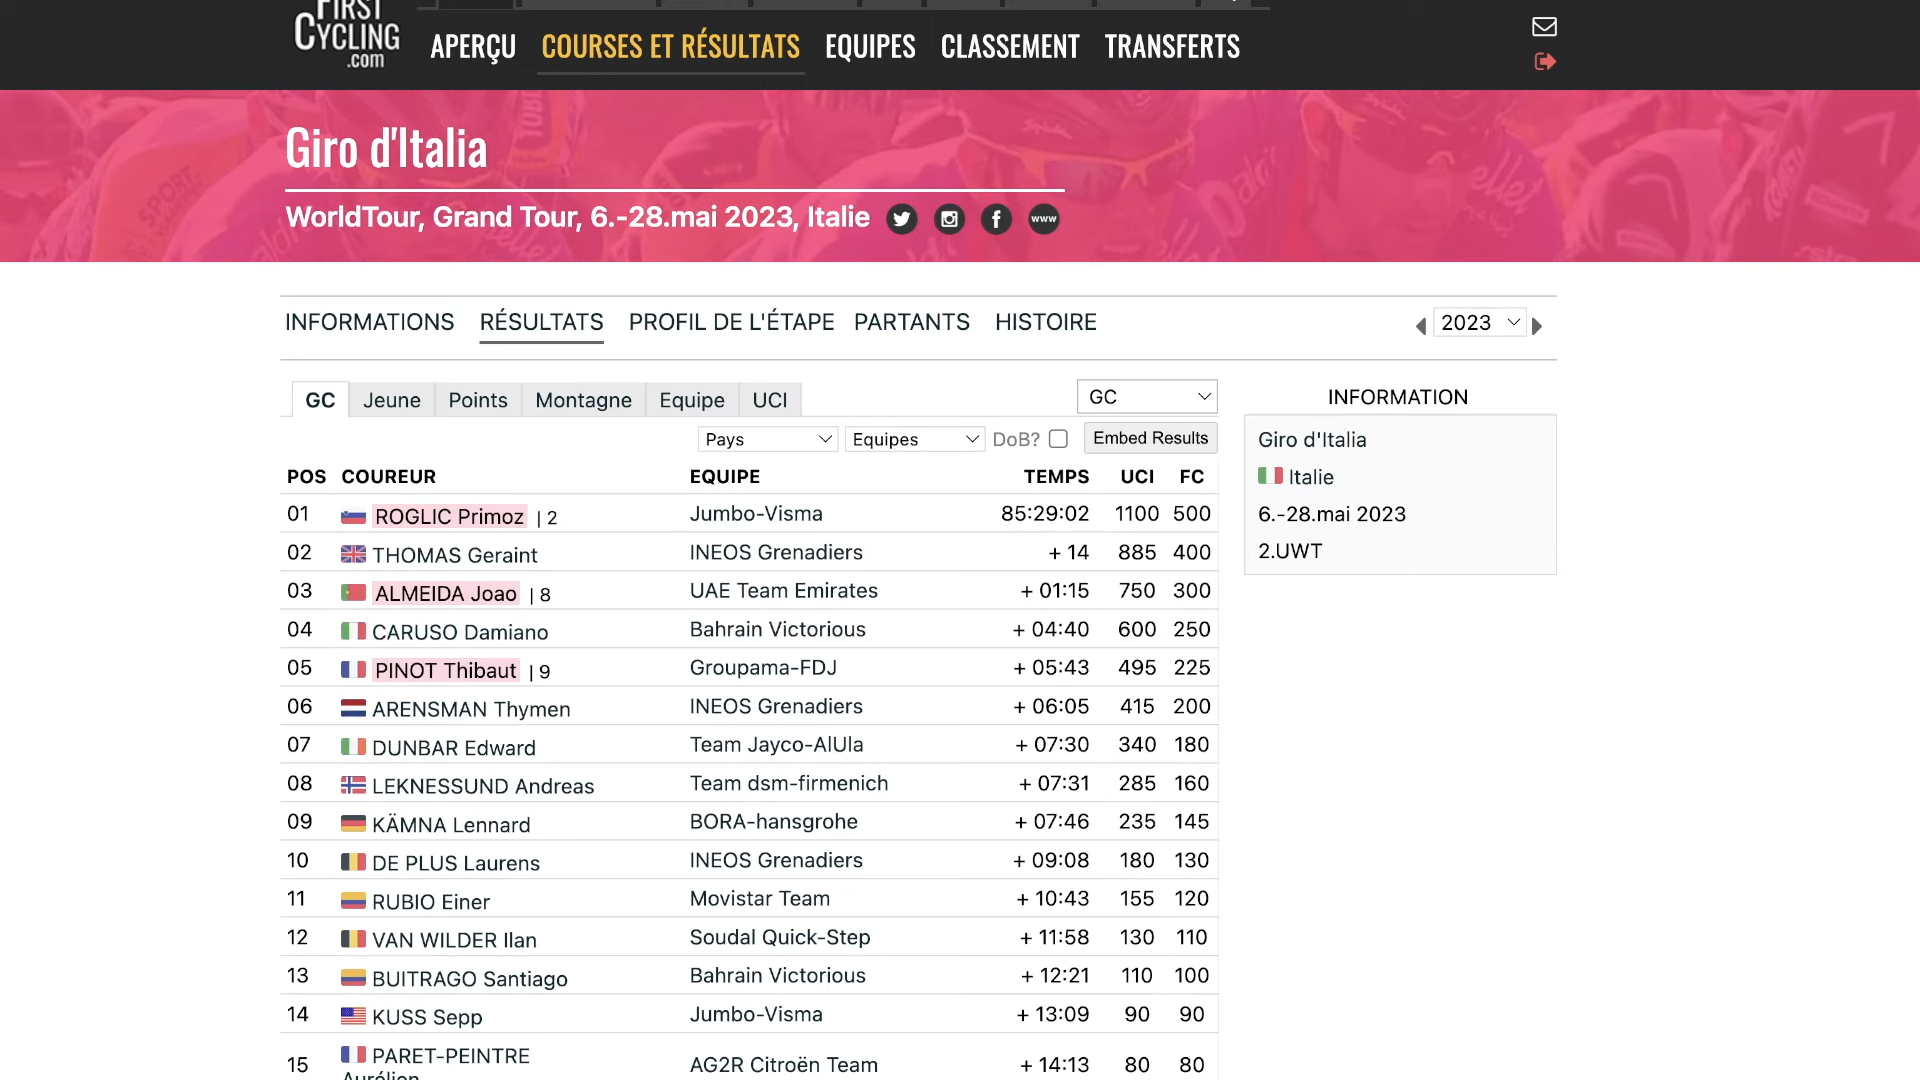 FIRST
CYCLING
.com
APERÇU COURSES ET RÉSULTATS EQUIPES CLASSEMENT TRANSFERTS
Giro d'Italia
WorldTour, Grand Tour, 6.-28.mai 2023, Italie www
INFORMATIONS RÉSULTATS PROFIL DE L'ÉTAPE PARTANTS HISTOIRE 2023
GC Jeune Points Montagne Equipe UCI GC
Pays Equipes DoB? Embed Results
POS COUREUR EQUIPE TEMPS UCI FC
01 ROGLIC Primoz | 2 Jumbo-Visma 85:29:02 1100 500
02 THOMAS Geraint INEOS Grenadiers + 14 885 400
03 ALMEIDA Joao | 8 UAE Team Emirates + 01:15 750 300
04 CARUSO Damiano Bahrain Victorious + 04:40 600 250
05 PINOT Thibaut | 9 Groupama-FDJ + 05:43 495 225
06 ARENSMAN Thymen INEOS Grenadiers + 06:05 415 200
07 DUNBAR Edward Team Jayco-AlUla + 07:30 340 180
08 LEKNESSUND Andreas Team dsm-firmenich + 07:31 285 160
09 KÄMNA Lennard BORA-hansgrohe + 07:46 235 145
10 DE PLUS Laurens INEOS Grenadiers + 09:08 180 130
11 RUBIO Einer Movistar Team + 10:43 155 120
12 VAN WILDER Ilan Soudal Quick-Step + 11:58 130 110
13 BUITRAGO Santiago Bahrain Victorious + 12:21 110 100
14 KUSS Sepp Jumbo-Visma + 13:09 90 90
15 PARET-PEINTRE Aurélien AG2R Citroën Team + 14:13 80 80
INFORMATION
Giro d'Italia
Italie
6.-28.mai 2023
2.UWT